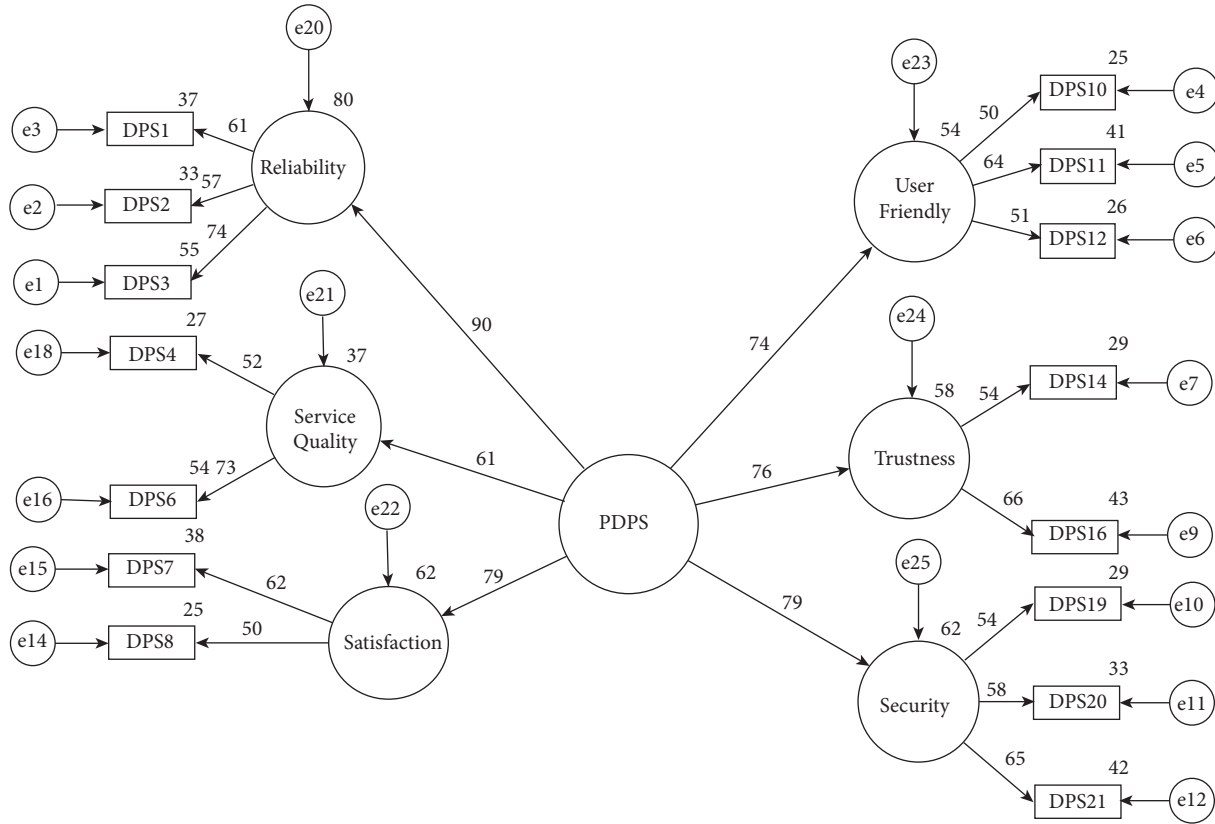 e20
80
37
e3
DPS1
61
Reliability
33
57
e2
DPS2
74
55
e1
DPS3
e21
27
e18
DPS4
52
37
Service
Quality
54
73
e16
DPS6
e22
38
e15
DPS7
62
62
25
e14
DPS8
50
Satisfaction
90
61
79
PDPS
74
76
79
e23
25
DPS10
e4
50
54
41
64
DPS11
e5
User
Friendly
26
51
DPS12
e6
e24
29
58
54
DPS14
e7
Trustness
66
43
DPS16
e9
e25
29
62
54
DPS19
e10
33
58
DPS20
e11
Security
65
42
DPS21
e12